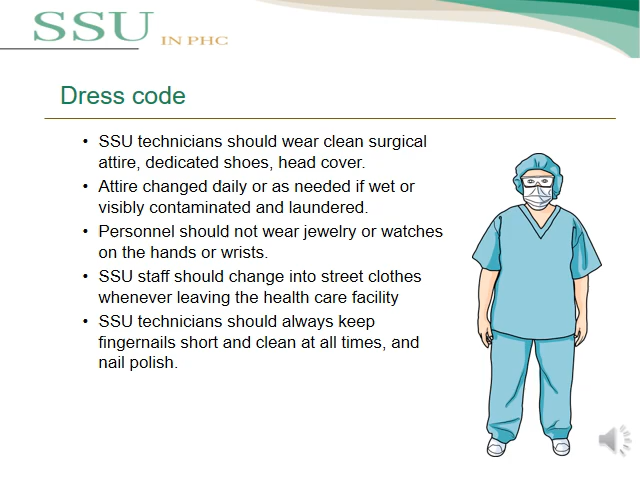 SSU IN PHC
Dress code
• SSU technicians should wear clean surgical
attire, dedicated shoes, head cover.
• Attire changed daily or as needed if wet or
visibly contaminated and laundered.
• Personnel should not wear jewelry or watches
on the hands or wrists.
• SSU staff should change into street clothes
whenever leaving the health care facility
• SSU technicians should always keep
fingernails short and clean at all times, and
nail polish.